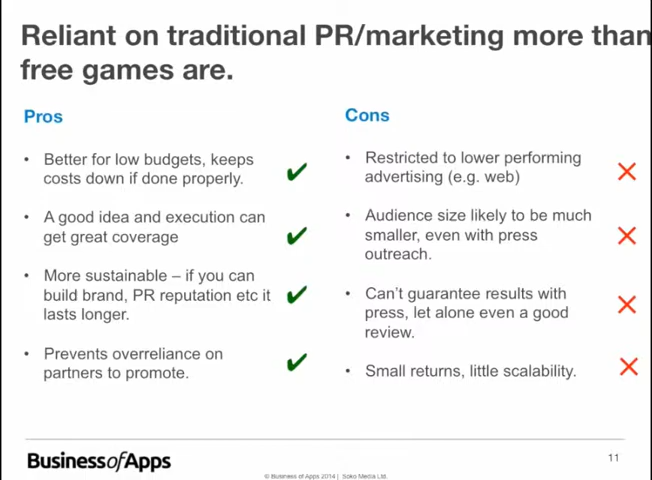 Reliant on traditional PR/marketing more than
free games are.
Pros
• Better for low budgets, keeps
costs down if done properly.
• A good idea and execution can
get great coverage
• More sustainable – if you can
build brand, PR reputation etc it
lasts longer.
• Prevents overreliance on
partners to promote.
Cons
• Restricted to lower performing
advertising (e.g. web)
• Audience size likely to be much
smaller, even with press
outreach.
• Can't guarantee results with
press, let alone even a good
review.
• Small returns, little scalability.
BusinessofApps
© Business of Apps 2014 | Soko Media Ltd.
11